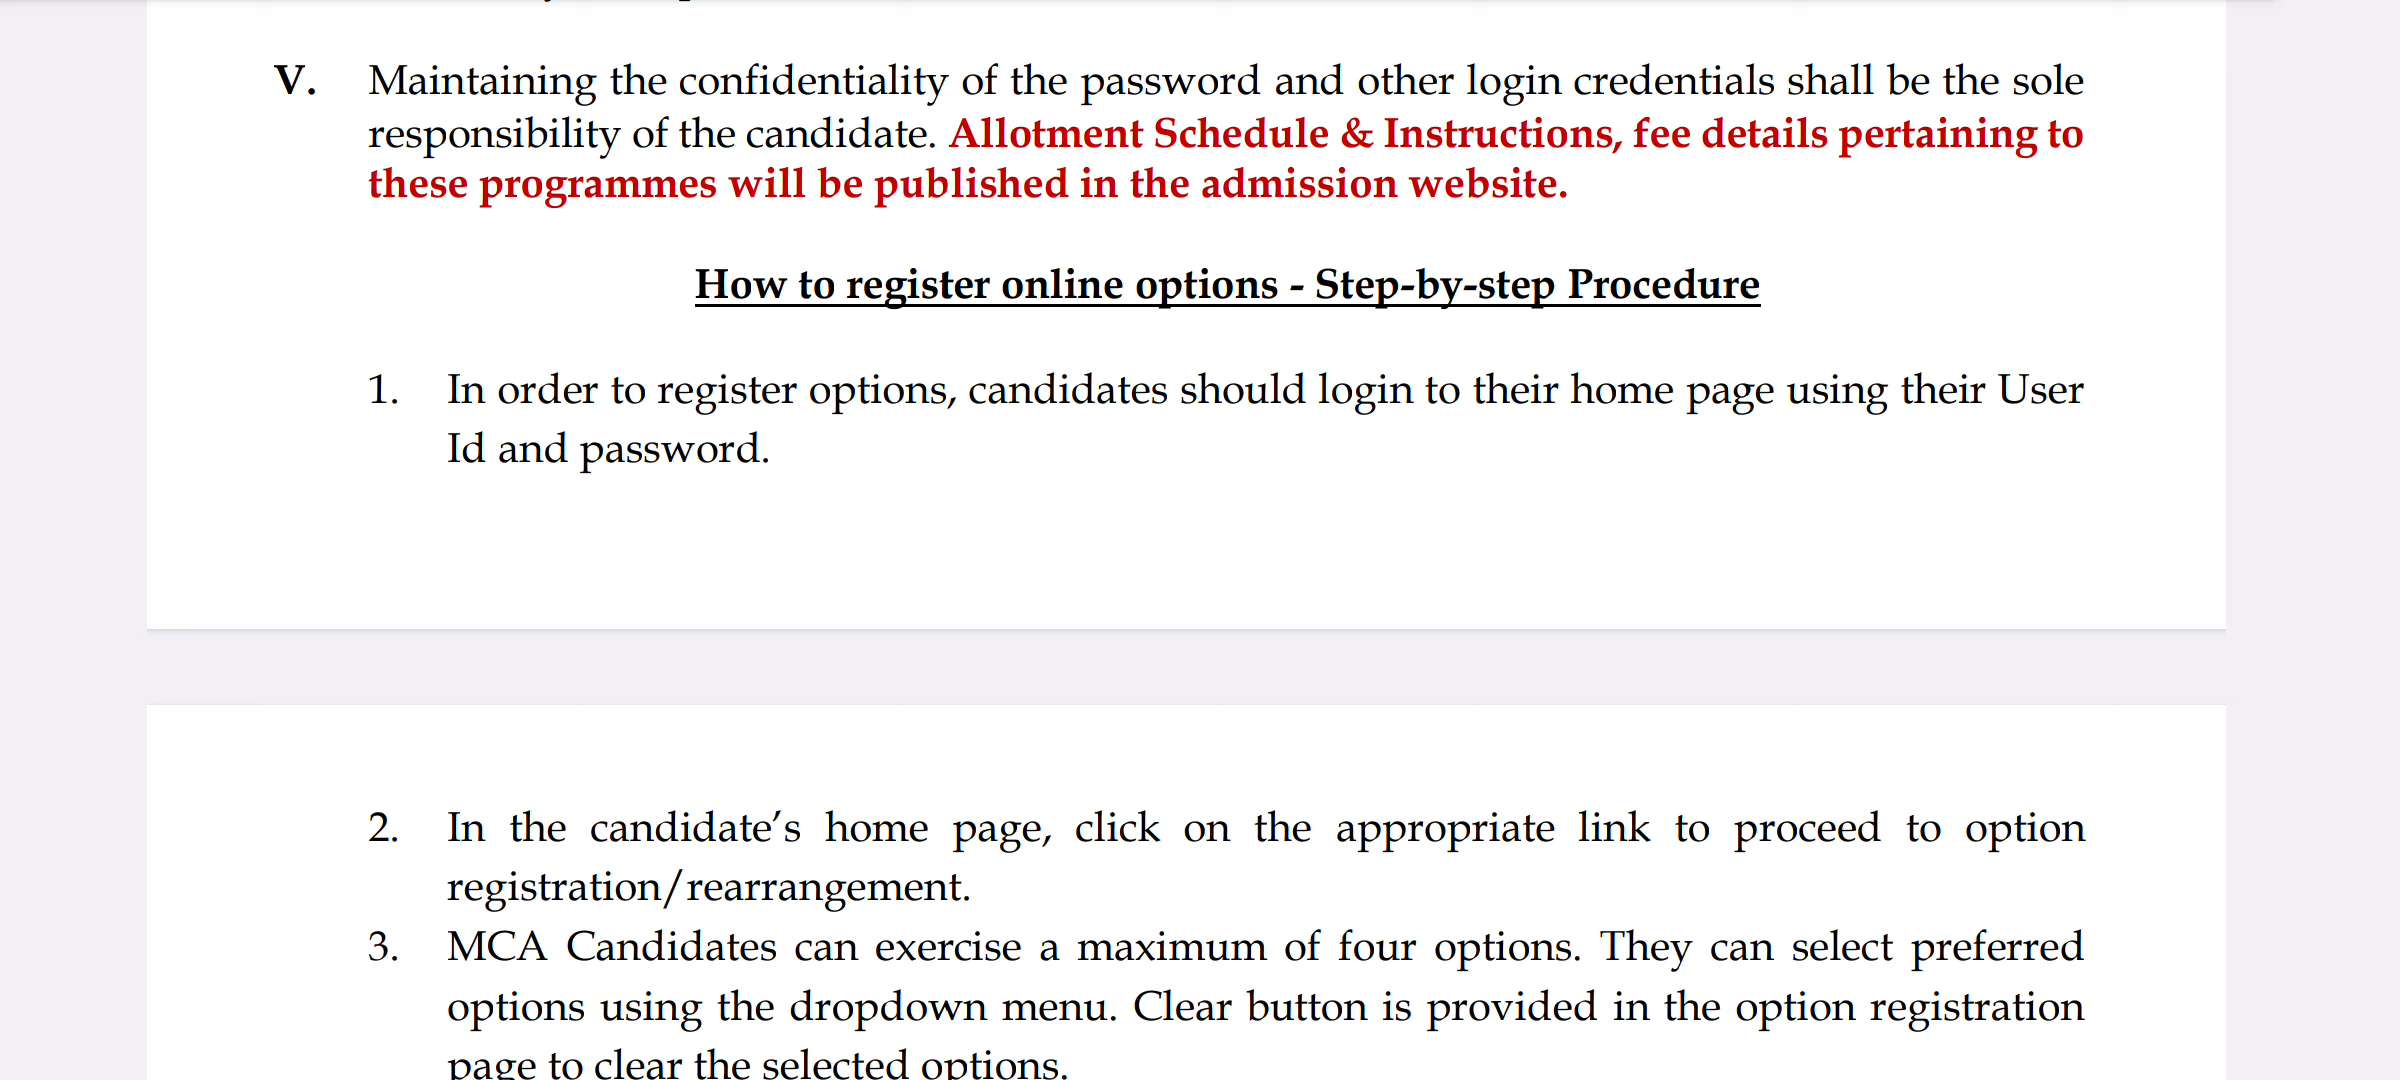 V. Maintaining the confidentiality of the password and other login credentials shall be the sole
responsibility of the candidate. Allotment Schedule & Instructions, fee details pertaining to
these programmes will be published in the admission website.
How to register online options - Step-by-step Procedure
1. In order to register options, candidates should login to their home page using their User
Id and password.
2. In the candidate’s home page, click on the appropriate link to proceed to option
registration/rearrangement.
3. MCA Candidates can exercise a maximum of four options. They can select preferred
options using the dropdown menu. Clear button is provided in the option registration
page to clear the selected options.